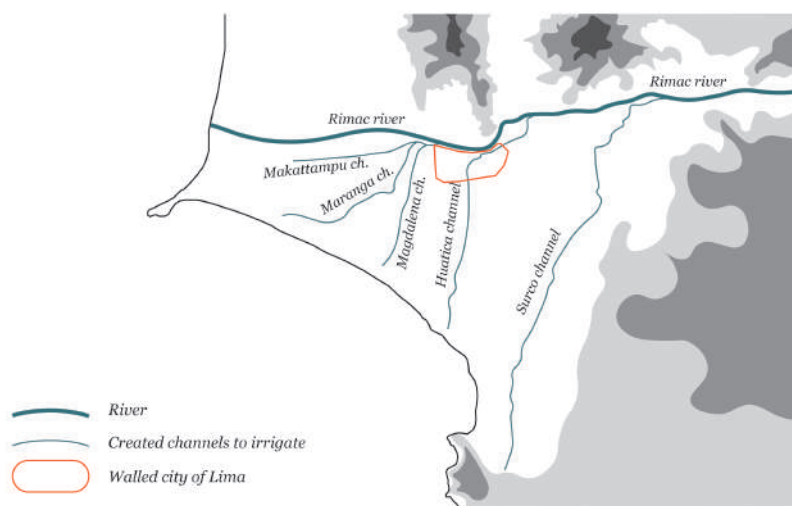 Rimac river
Rimac river
Makattampu ch.
Maranga ch.
Magdalena ch.
Huatica channel
Surco channel
River
Created channels to irrigate
Walled city of Lima